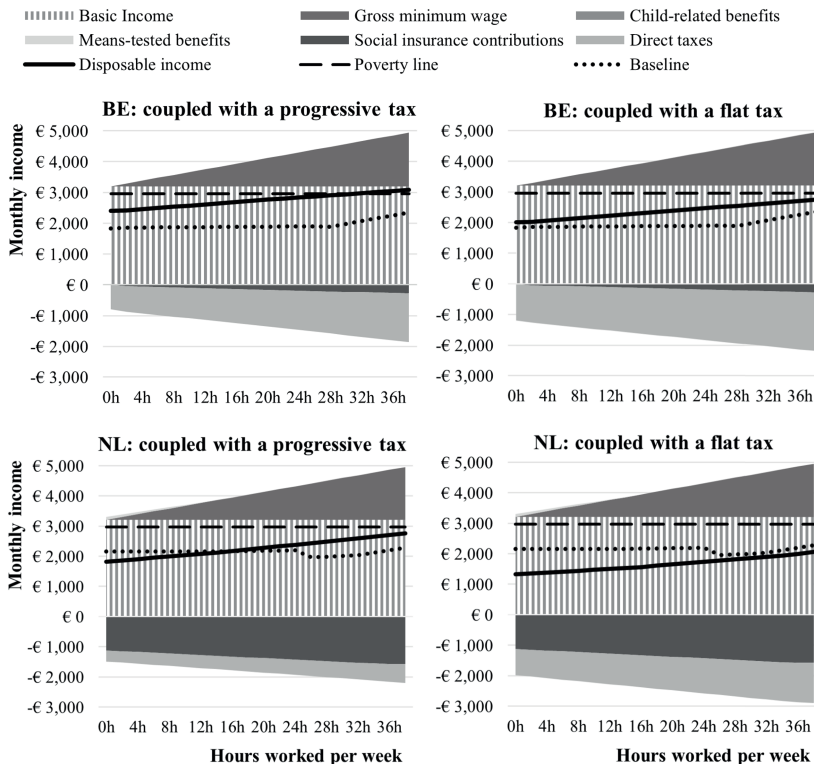 Basic Income Gross minimum wage Child-related benefits
Means-tested benefits Social insurance contributions Direct taxes
Disposable income Poverty line Baseline
BE: coupled with a progressive tax
€ 5,000
€ 4,000
€ 3,000
€ 2,000
€ 1,000
€ 0
-€ 1,000
-€ 2,000
-€ 3,000
Monthly income
0h 4h 8h 12h 16h 20h 24h 28h 32h 36h
BE: coupled with a flat tax
€ 5,000
€ 4,000
€ 3,000
€ 2,000
€ 1,000
€ 0
-€ 1,000
-€ 2,000
-€ 3,000
0h 4h 8h 12h 16h 20h 24h 28h 32h 36h
NL: coupled with a progressive tax
€ 5,000
€ 4,000
€ 3,000
€ 2,000
€ 1,000
€ 0
-€ 1,000
-€ 2,000
-€ 3,000
Monthly income
0h 4h 8h 12h 16h 20h 24h 28h 32h 36h
Hours worked per week
NL: coupled with a flat tax
€ 5,000
€ 4,000
€ 3,000
€ 2,000
€ 1,000
€ 0
-€ 1,000
-€ 2,000
-€ 3,000
0h 4h 8h 12h 16h 20h 24h 28h 32h 36h
Hours worked per week